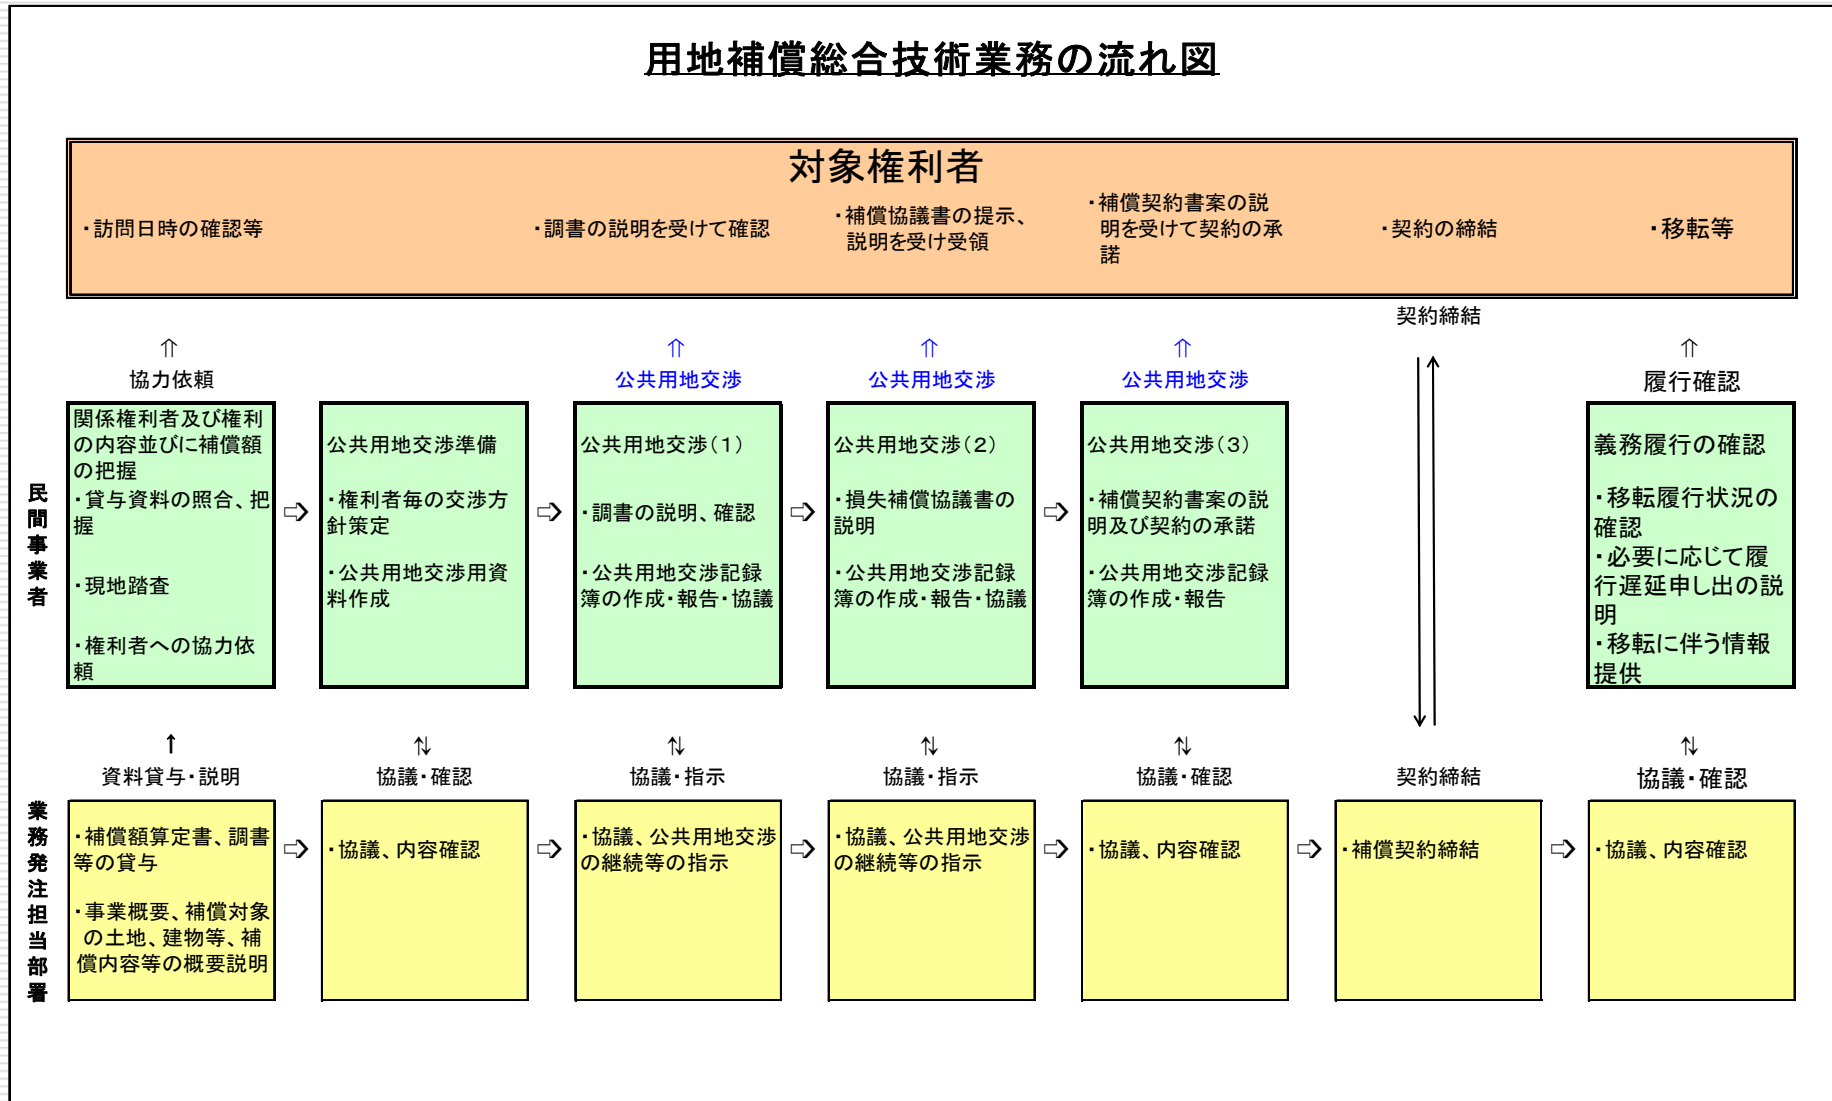 用地補償総合技術業務の流れ図
対象権利者
・訪問日時の確認等
・調書の説明を受けて確認
・補償協議書の提示、
説明を受け受領
・補償契約書案の説
明を受けて契約の承
諾
・契約の締結
・移転等
⇑
協力依頼
⇑
公共用地交渉
⇑
公共用地交渉
⇑
公共用地交渉
契約締結
⇑
履行確認
民間事業者
関係権利者及び権利
の内容並びに補償額
の把握
・貸与資料の照合、把
握
・現地踏査
・権利者への協力依
頼
⇨
公共用地交渉準備
・権利者毎の交渉方
針策定
・公共用地交渉用資
料作成
⇨
公共用地交渉(1)
・調書の説明、確認
・公共用地交渉記録
簿の作成・報告・協議
⇨
公共用地交渉(2)
・損失補償協議書の
説明
・公共用地交渉記録
簿の作成・報告・協議
⇨
公共用地交渉(3)
・補償契約書案の説
明及び契約の承諾
・公共用地交渉記録
簿の作成・報告
義務履行の確認
・移転履行状況の
確認
・必要に応じて履
行遅延申し出の説
明
・移転に伴う情報
提供
↑
資料貸与・説明
⇅
協議・確認
⇅
協議・指示
⇅
協議・指示
⇅
協議・確認
契約締結
⇅
協議・確認
業務発注担当部署
・補償額算定書、調書
等の貸与
・事業概要、補償対象
の土地、建物等、補
償内容等の概要説明
⇨
・協議、内容確認
⇨
・協議、公共用地交渉
の継続等の指示
⇨
・協議、公共用地交渉
の継続等の指示
⇨
・協議、内容確認
⇨
・補償契約締結
⇨
・協議、内容確認